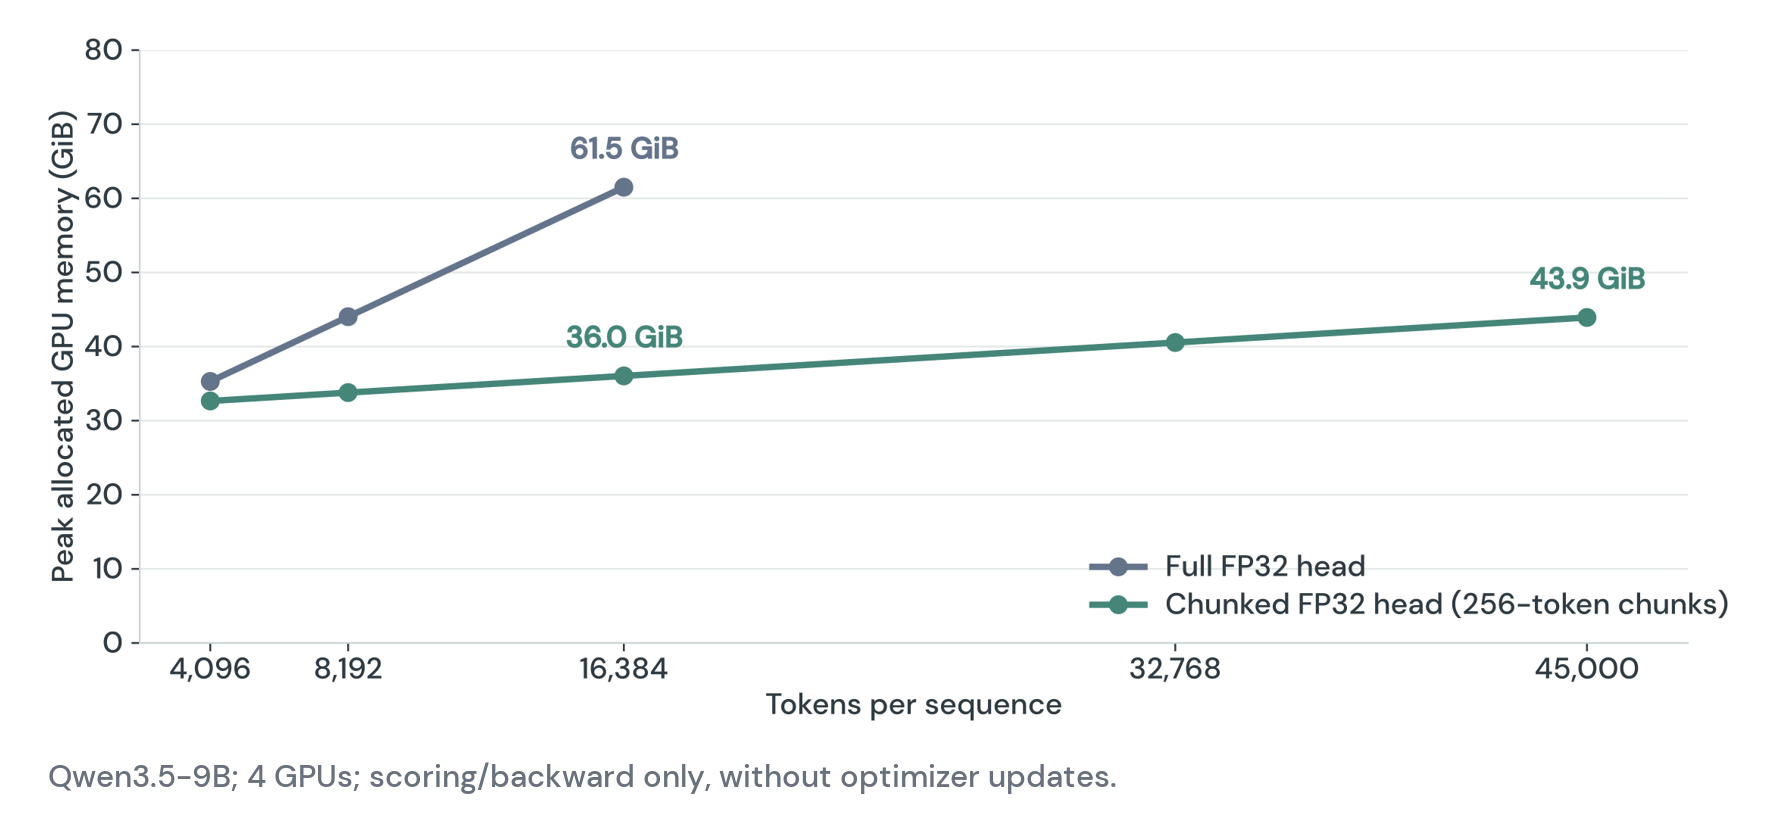 80
70
60
50
40
30
20
10
0
Peak allocated GPU memory (GiB)
61.5 GiB
36.0 GiB
43.9 GiB
Full FP32 head
Chunked FP32 head (256-token chunks)
4,096 8,192 16,384 32,768 45,000
Tokens per sequence
Qwen3.5-9B; 4 GPUs; scoring/backward only, without optimizer updates.